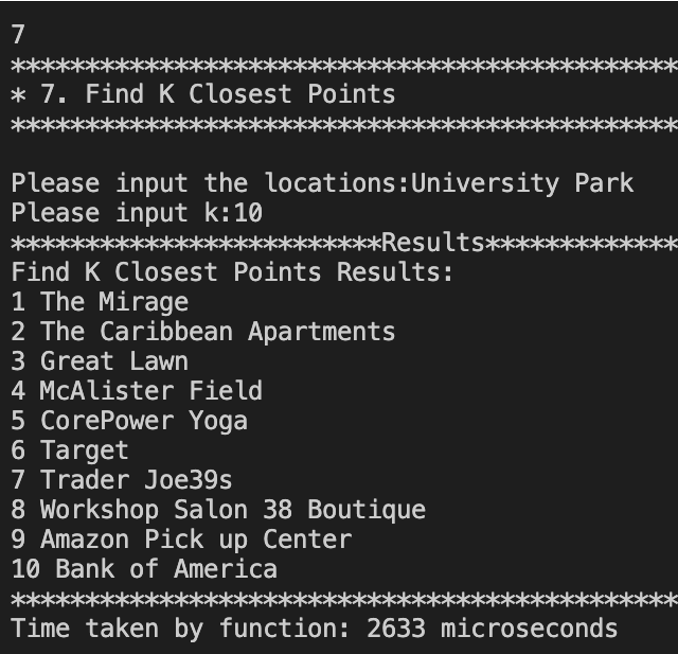 7
*********************************************
* 7. Find K Closest Points
*********************************************
Please input the locations:University Park
Please input k:10
*************************Results*************
Find K Closest Points Results:
1 The Mirage
2 The Caribbean Apartments
3 Great Lawn
4 McAlister Field
5 CorePower Yoga
6 Target
7 Trader Joe39s
8 Workshop Salon 38 Boutique
9 Amazon Pick up Center
10 Bank of America
*********************************************
Time taken by function: 2633 microseconds